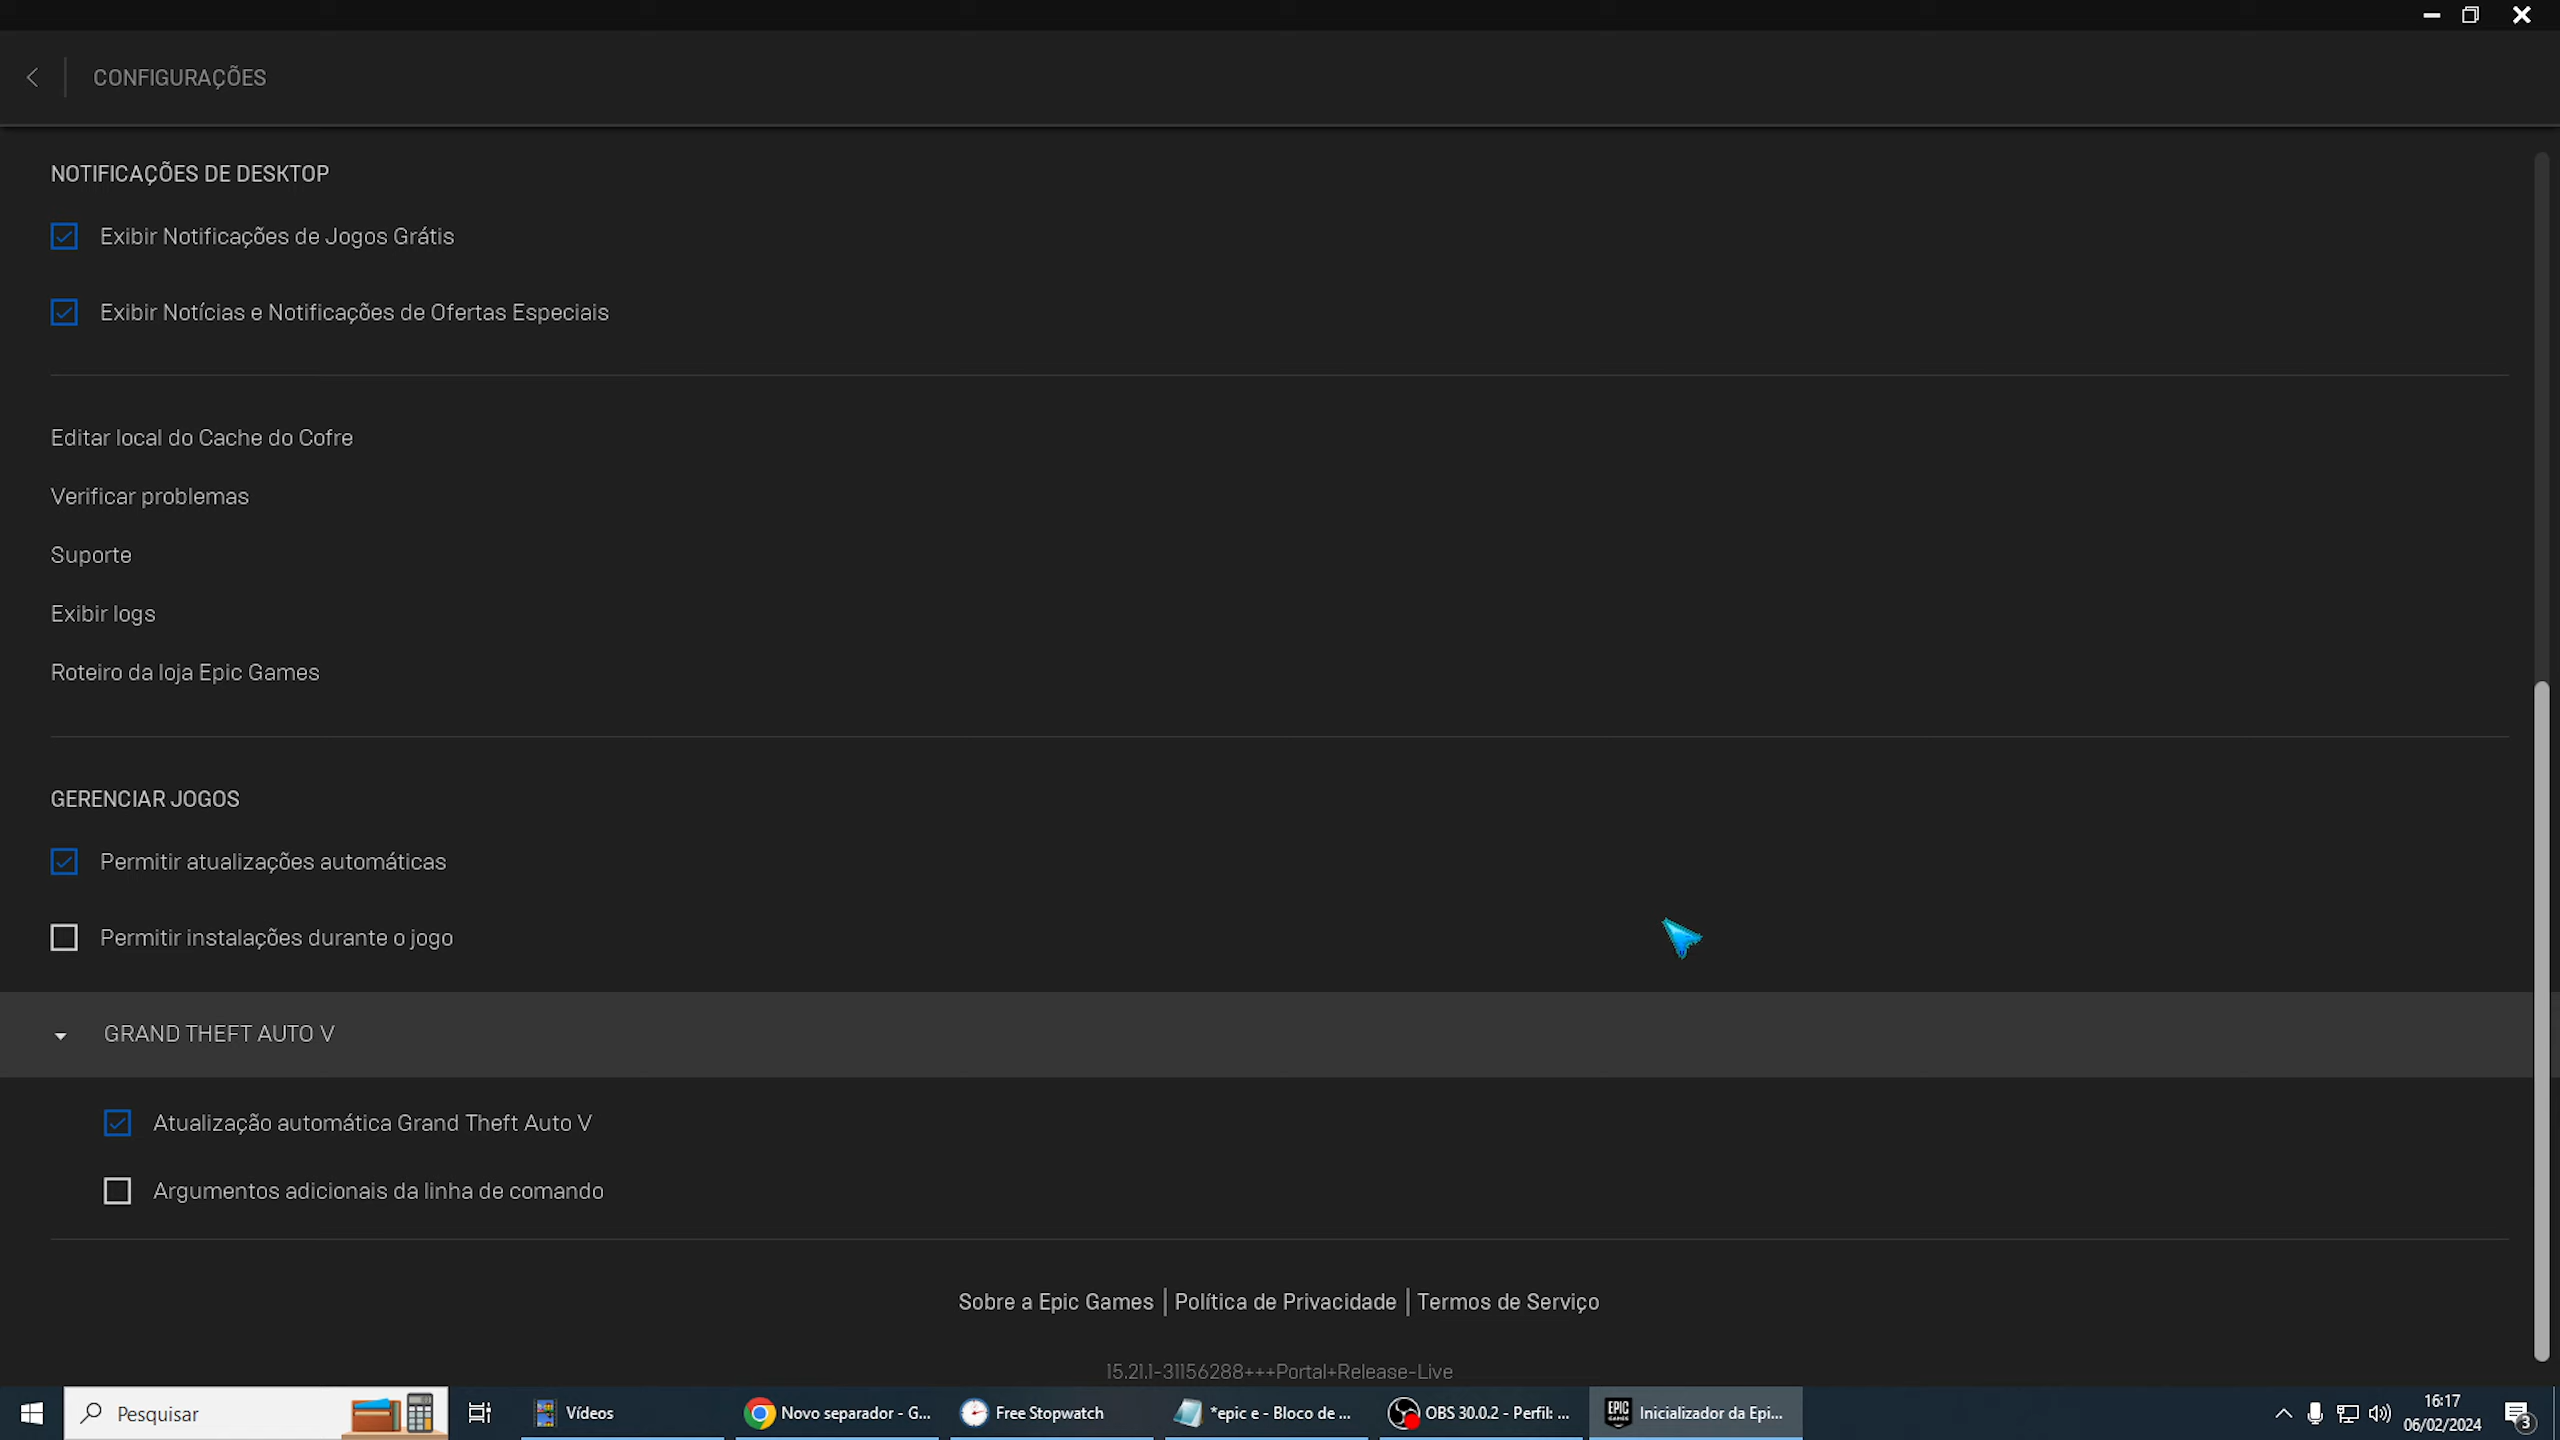 CONFIGURAÇÕES
NOTIFICAÇÕES DE DESKTOP
Exibir Notificações de Jogos Grátis
Exibir Notícias e Notificações de Ofertas Especiais
Editar local do Cache do Cofre
Verificar problemas
Suporte
Exibir logs
Roteiro da loja Epic Games
GERENCIAR JOGOS
Permitir atualizações automáticas
Permitir instalações durante o jogo
GRAND THEFT AUTO V
Atualização automática Grand Theft Auto V
Argumentos adicionais da linha de comando
Sobre a Epic Games | Política de Privacidade | Termos de Serviço
15.21.1-31156288+++Portal+Release-Live
Pesquisar
Vídeos
Novo separador - G...
Free Stopwatch
*epic e - Bloco de ...
OBS 30.0.2 - Perfil: ...
EPIC GAMES
Inicializador da Epi...
16:17
06/02/2024
3